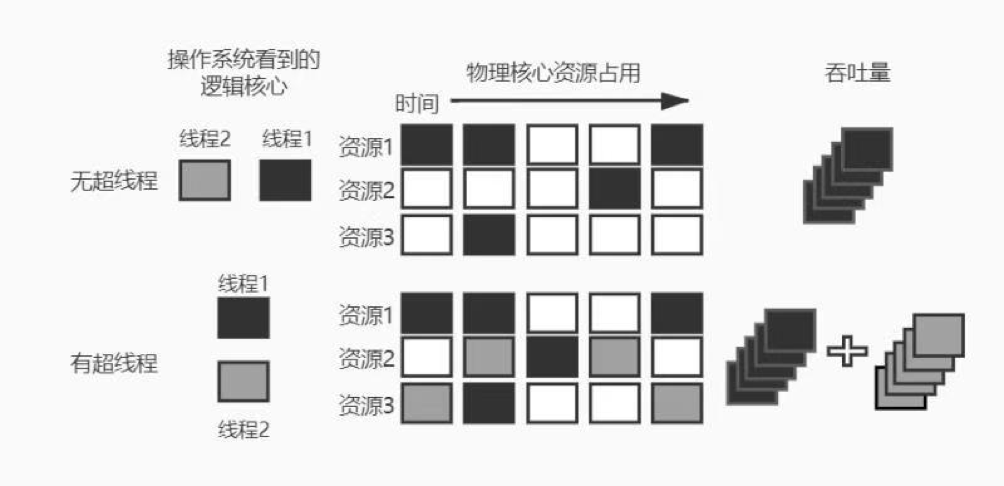 操作系统看到的
逻辑核心
物理核心资源占用
吞吐量
时间
线程2 线程1
无超线程
资源1
资源2
资源3
线程1
有超线程
线程2
资源1
资源2
资源3